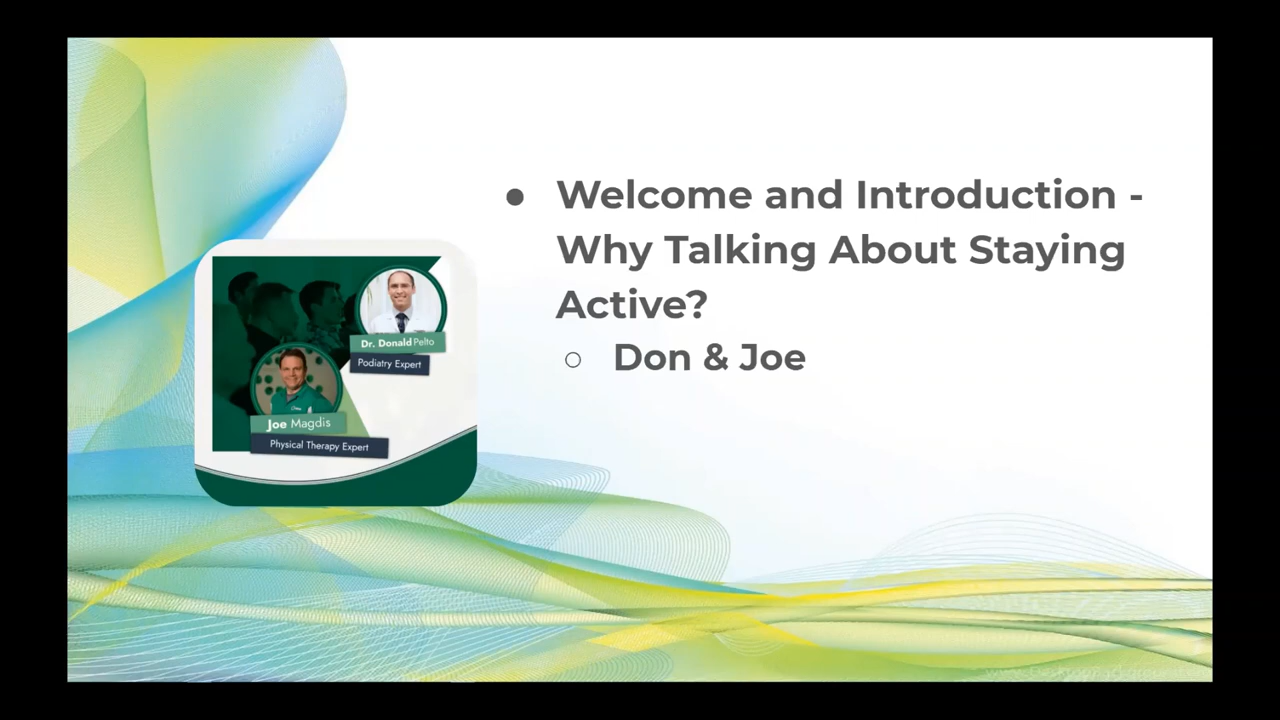 ● Welcome and Introduction -
Why Talking About Staying
Active?
○ Don & Joe
Dr. Donald Pelto
Podiatry Expert
Joe Magdis
Physical Therapy Expert